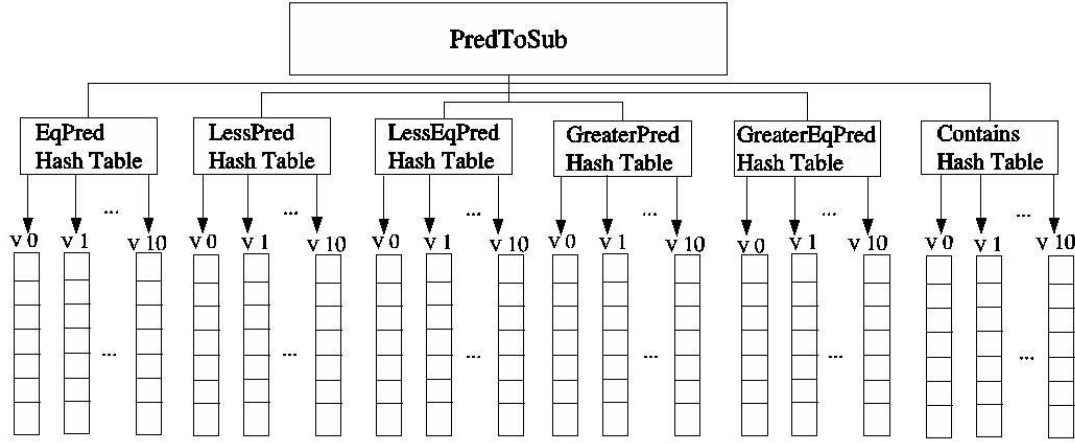 PredToSub
EqPred
Hash Table
LessPred
Hash Table
LessEqPred
Hash Table
GreaterPred
Hash Table
GreaterEqPred
Hash Table
Contains
Hash Table
... ... ... ... ... ...
v 0 v 1 v 10 v 0 v 1 v 10 v 0 v 1 v 10 v 0 v 1 v 10 v 0 v 1 v 10 v 0 v 1 v 10
... ... ... ... ... ...